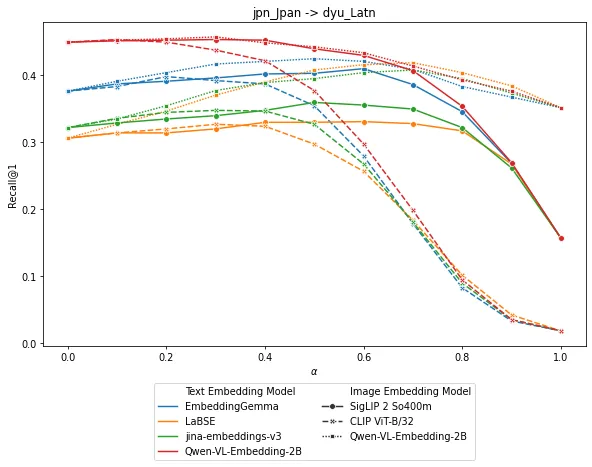 jpn_Jpan -> dyu_Latn
Recall@1
0.4
0.3
0.2
0.1
0.0
0.0
0.2
0.4
0.6
0.8
1.0
α
Text Embedding Model
EmbeddingGemma
LaBSE
jina-embeddings-v3
Qwen-VL-Embedding-2B
Image Embedding Model
SigLIP 2 So400m
CLIP ViT-B/32
Qwen-VL-Embedding-2B